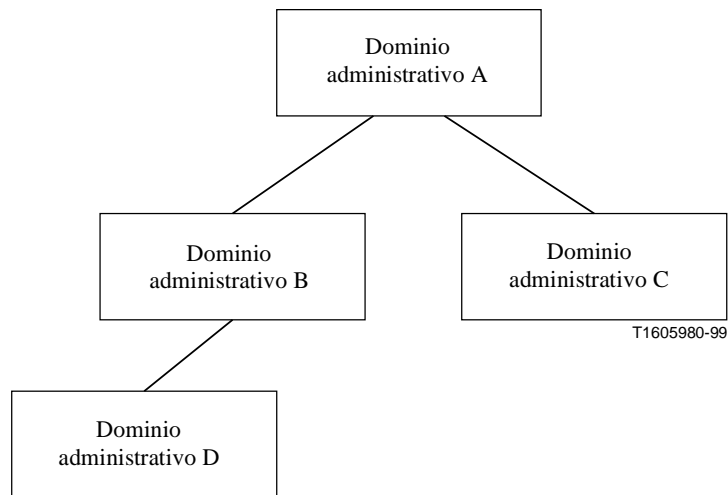 Dominio
administrativo A
Dominio
administrativo B
Dominio
administrativo C
T1605980-99
Dominio
administrativo D